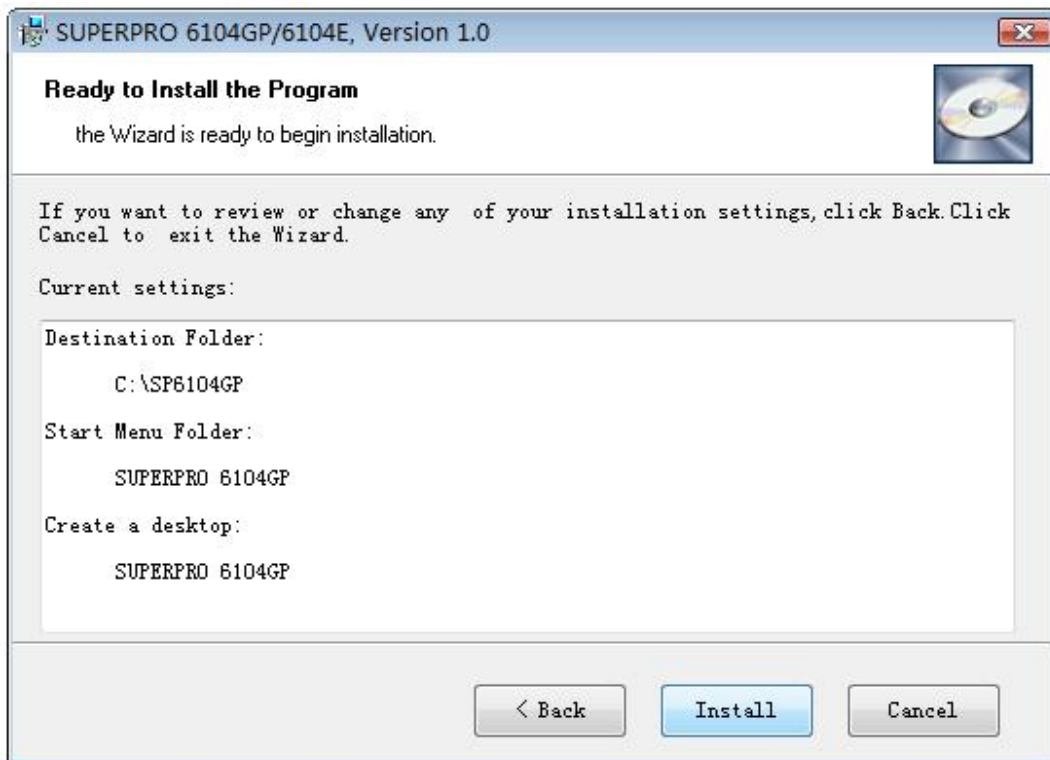 SUPERPRO 6104GP/6104E, Version 1.0
Ready to Install the Program
the Wizard is ready to begin installation.
If you want to review or change any  of your installation settings, click Back.Click
Cancel to  exit the Wizard.
Current settings:
Destination Folder:
C:\SP6104GP
Start Menu Folder:
SUPERPRO 6104GP
Create a desktop:
SUPERPRO 6104GP
< Back
Install
Cancel